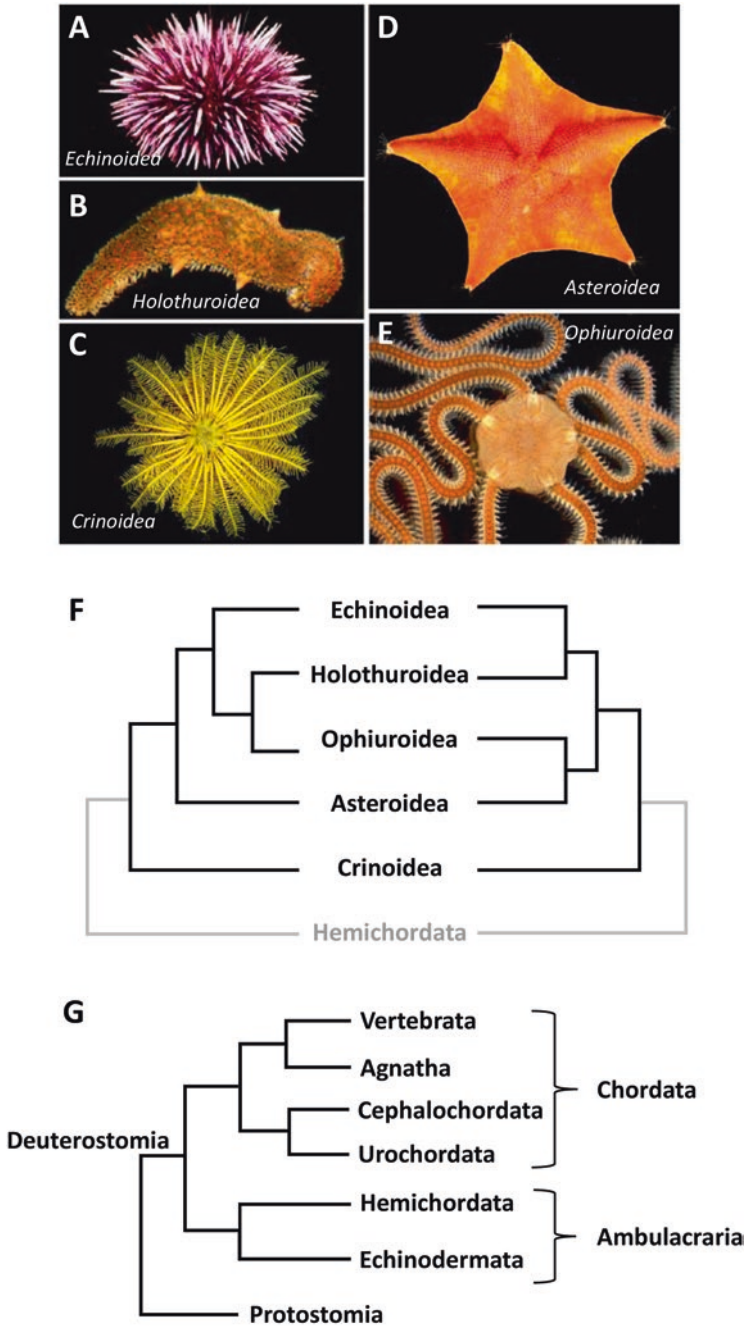 A
Echinoidea
B
Holothuroidea
C
Crinoidea
D
Asteroidea
E
Ophiuroidea
F
Echinoidea
Holothuroidea
Ophiuroidea
Asteroidea
Crinoidea
Hemichordata
G
Vertebrata
Agnatha
Cephalochordata
Urochordata
Chordata
Deuterostomia
Hemichordata
Echinodermata
Ambulacraria
Protostomia